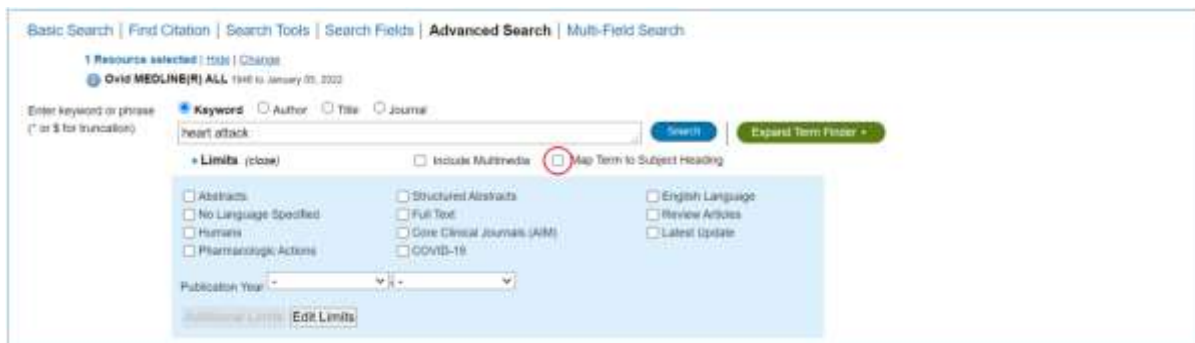 Basic Search | Find Citation | Search Tools | Search Fields | Advanced Search | Multi-Field Search
1 Resource selected | Hide | Change
Ovid MEDLINE(R) ALL 1946 to January 05, 2022
Enter keyword or phrase
(* or $ for truncation)
Keyword Author Title Journal
heart attack
Search
Expand Term Finder
Limits (close)
Include Multimedia
Map Term to Subject Heading
Abstracts Structured Abstracts English Language
No Language Specified Full Text Review Articles
Humans Core Clinical Journals (AIM) Latest Update
Pharmacologic Actions COVID-19
Publication Year - -
Additional Limits Edit Limits